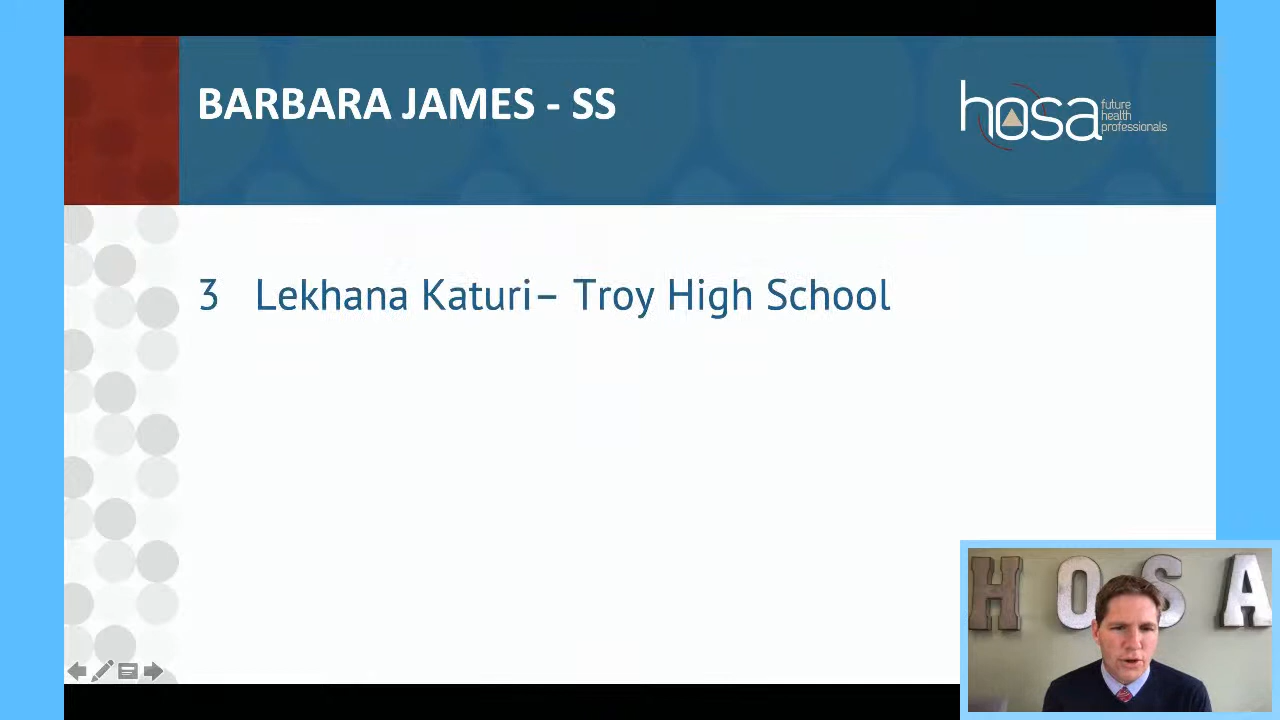 BARBARA JAMES - SS
hosa
future
health
professionals
3 Lekhana Katuri– Troy High School
HOSA